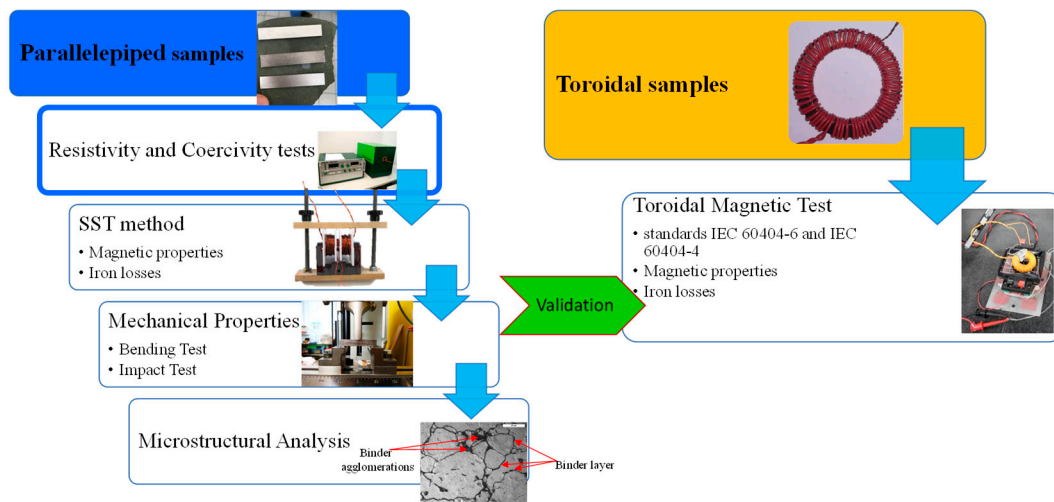 Parallelepiped samples
Resistivity and Coercivity tests
SST method
• Magnetic properties
• Iron losses
Mechanical Properties
• Bending Test
• Impact Test
Microstructural Analysis
Binder
agglomerations
Binder layer
Validation
Toroidal samples
Toroidal Magnetic Test
• standards IEC 60404-6 and IEC
60404-4
• Magnetic properties
• Iron losses